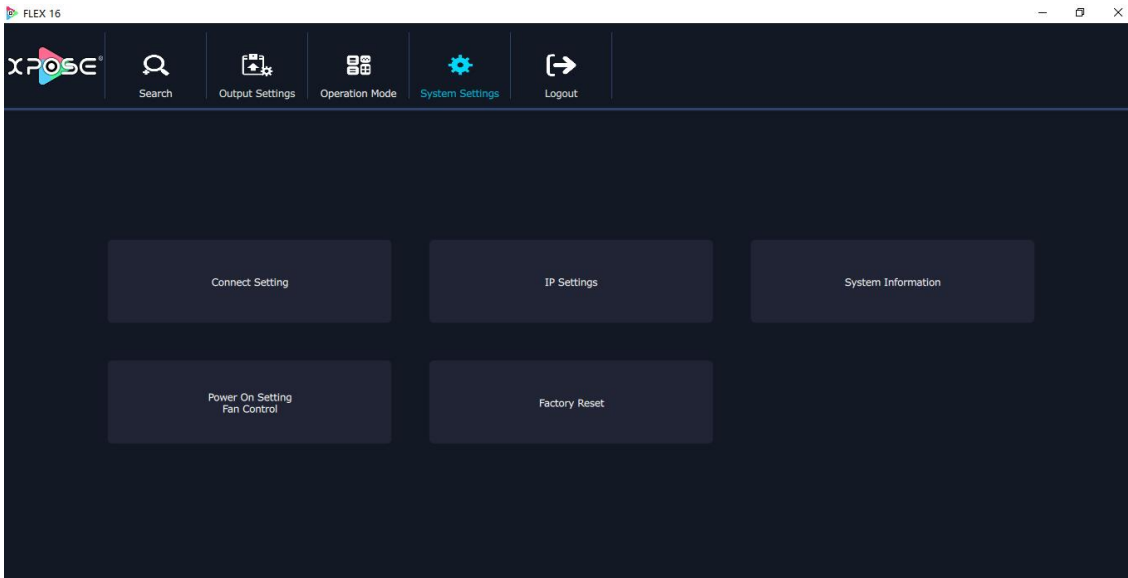 FLEX 16
XPOSE®
Search
Output Settings
Operation Mode
System Settings
Logout
Connect Setting
IP Settings
System Information
Power On Setting
Fan Control
Factory Reset